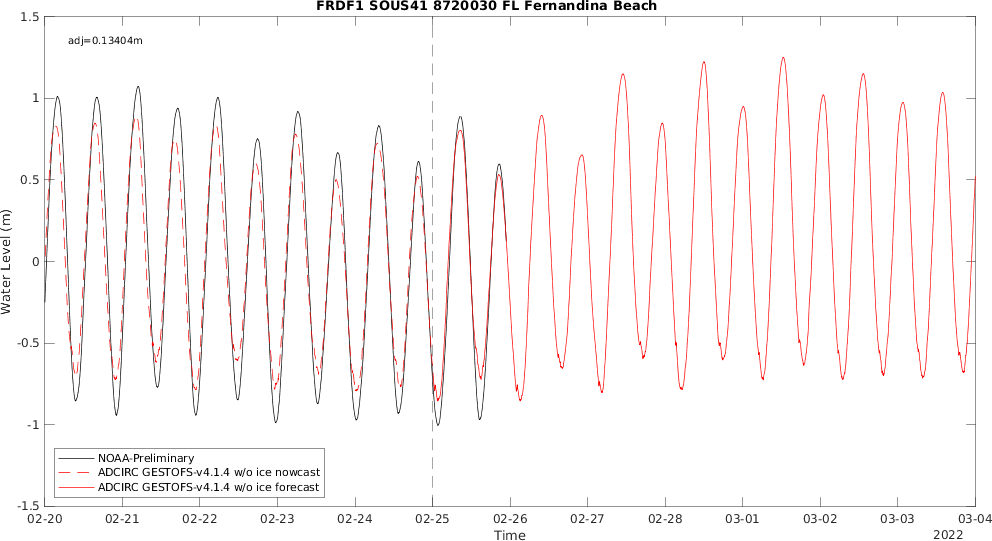 FRDF1 SOUS41 8720030 FL Fernandina Beach
1.5
adj=0.13404m
1
0.5
0
-0.5
-1
-1.5
Water Level (m)
NOAA-Preliminary
ADCIRC GESTOFS-v4.1.4 w/o ice nowcast
ADCIRC GESTOFS-v4.1.4 w/o ice forecast
02-20 02-21 02-22 02-23 02-24 02-25 02-26 02-27 02-28 03-01 03-02 03-03 03-04
Time
2022